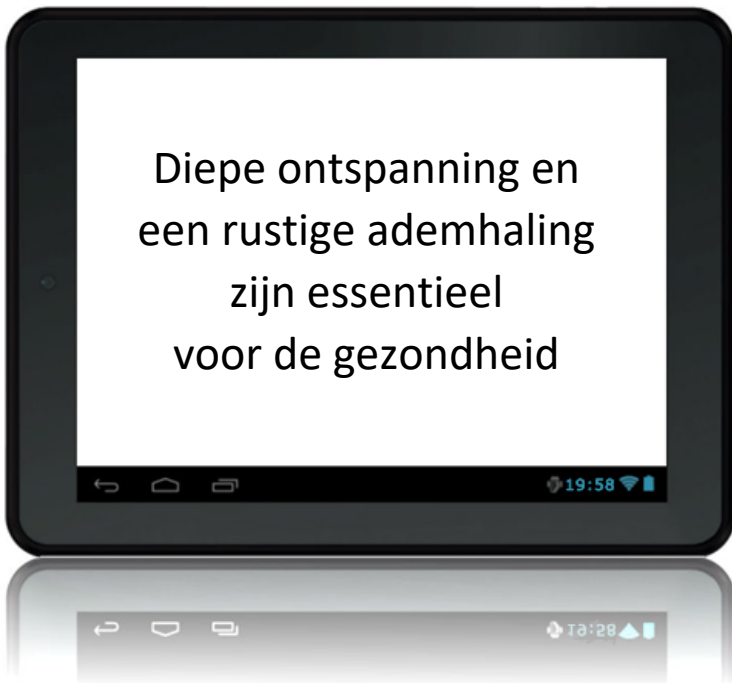 Diepe ontspanning en
een rustige ademhaling
zijn essentieel
voor de gezondheid
19:58